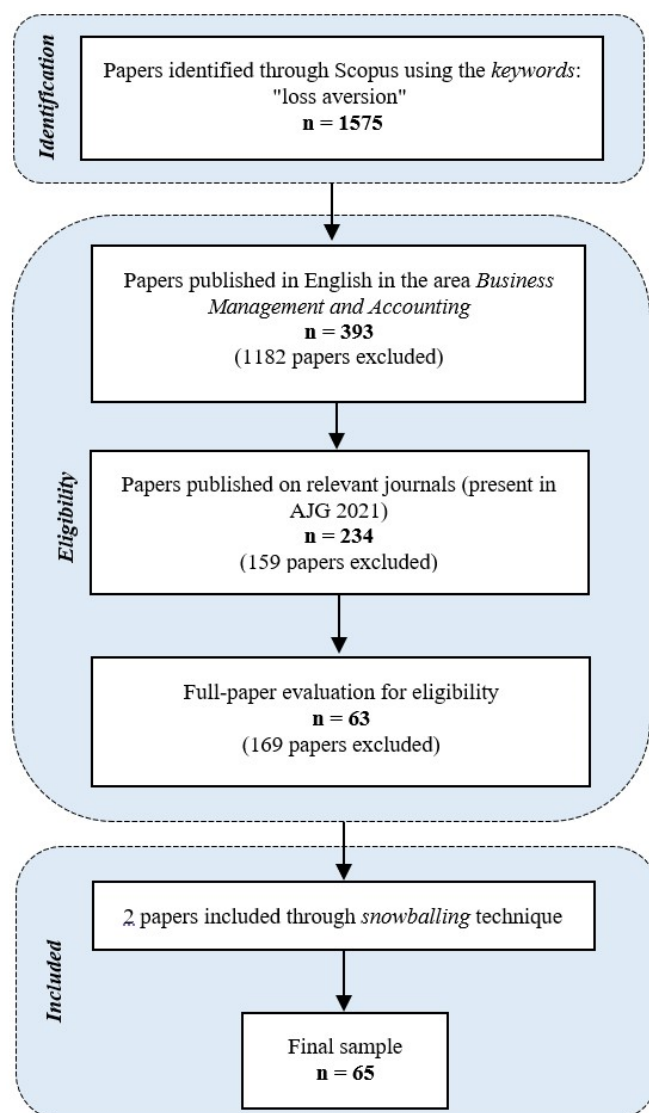 Identification
Papers identified through Scopus using the keywords:
"loss aversion"
n = 1575
Eligibility
Papers published in English in the area Business
Management and Accounting
n = 393
(1182 papers excluded)
Papers published on relevant journals (present in
AJG 2021)
n = 234
(159 papers excluded)
Full-paper evaluation for eligibility
n = 63
(169 papers excluded)
Included
2 papers included through snowballing technique
Final sample
n = 65